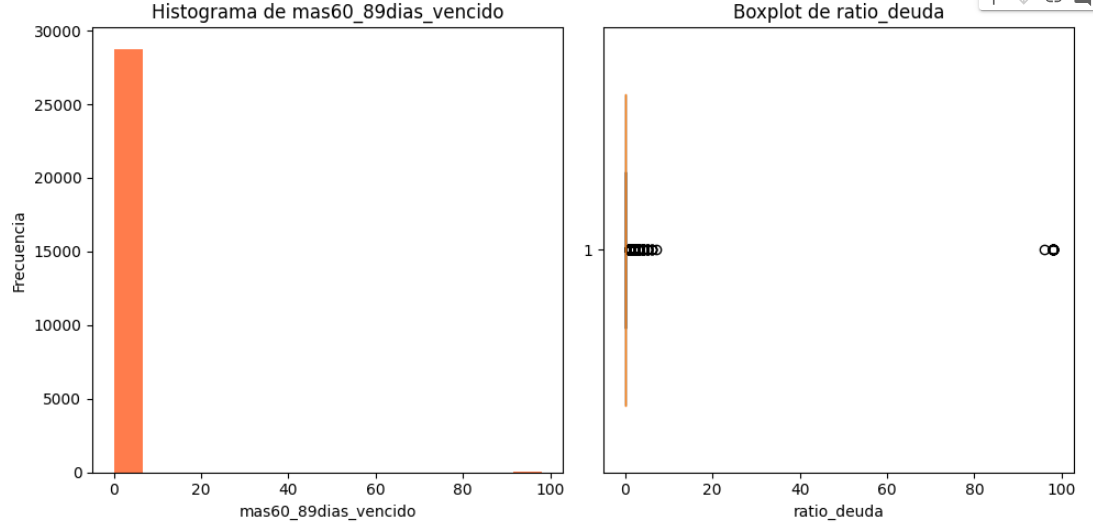 Histograma de mas60_89dias_vencido
30000
25000
20000
15000
10000
5000
0
Frecuencia
0 20 40 60 80 100
mas60_89dias_vencido
Boxplot de ratio_deuda
1
0 20 40 60 80 100
ratio_deuda